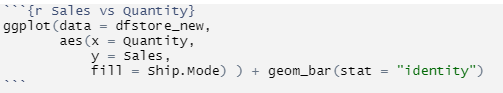 ```{r Sales vs Quantity}
ggplot(data = dfstore_new,
       aes(x = Quantity,
           y = Sales,
           fill = Ship.Mode) ) + geom_bar(stat = "identity")
```